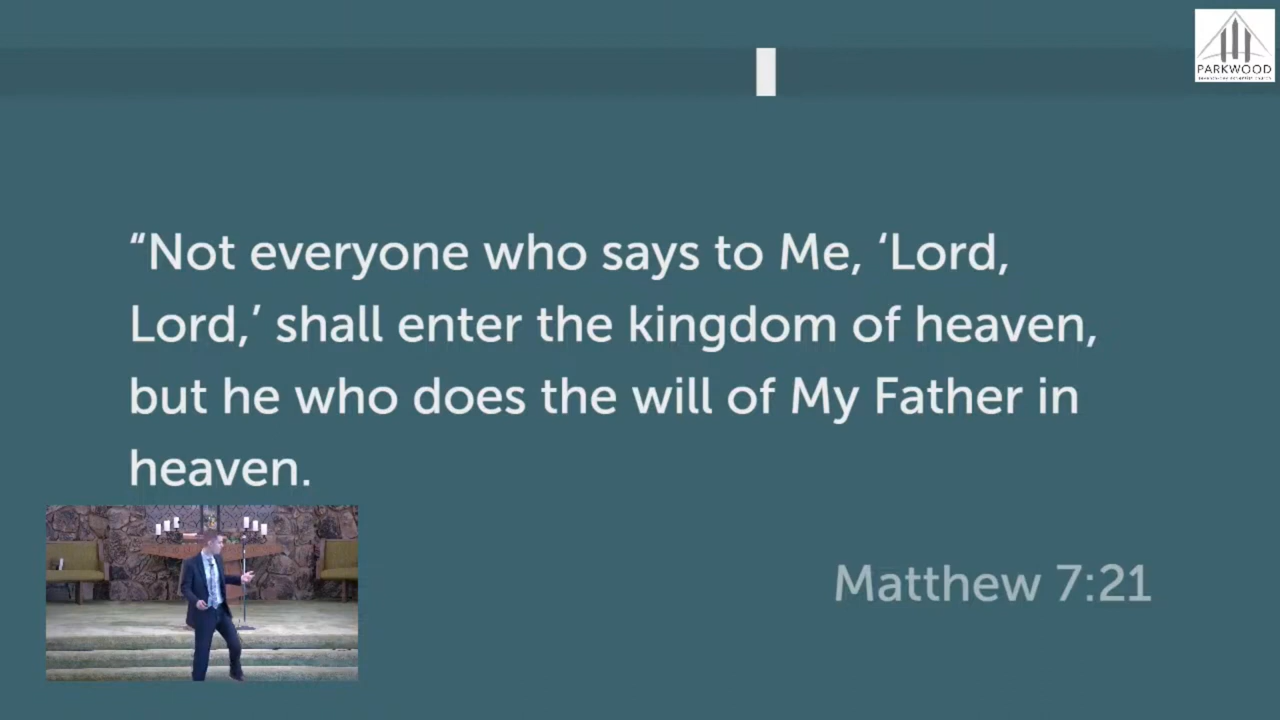 PARKWOOD
“Not everyone who says to Me, ‘Lord,
Lord,’ shall enter the kingdom of heaven,
but he who does the will of My Father in
heaven.
Matthew 7:21